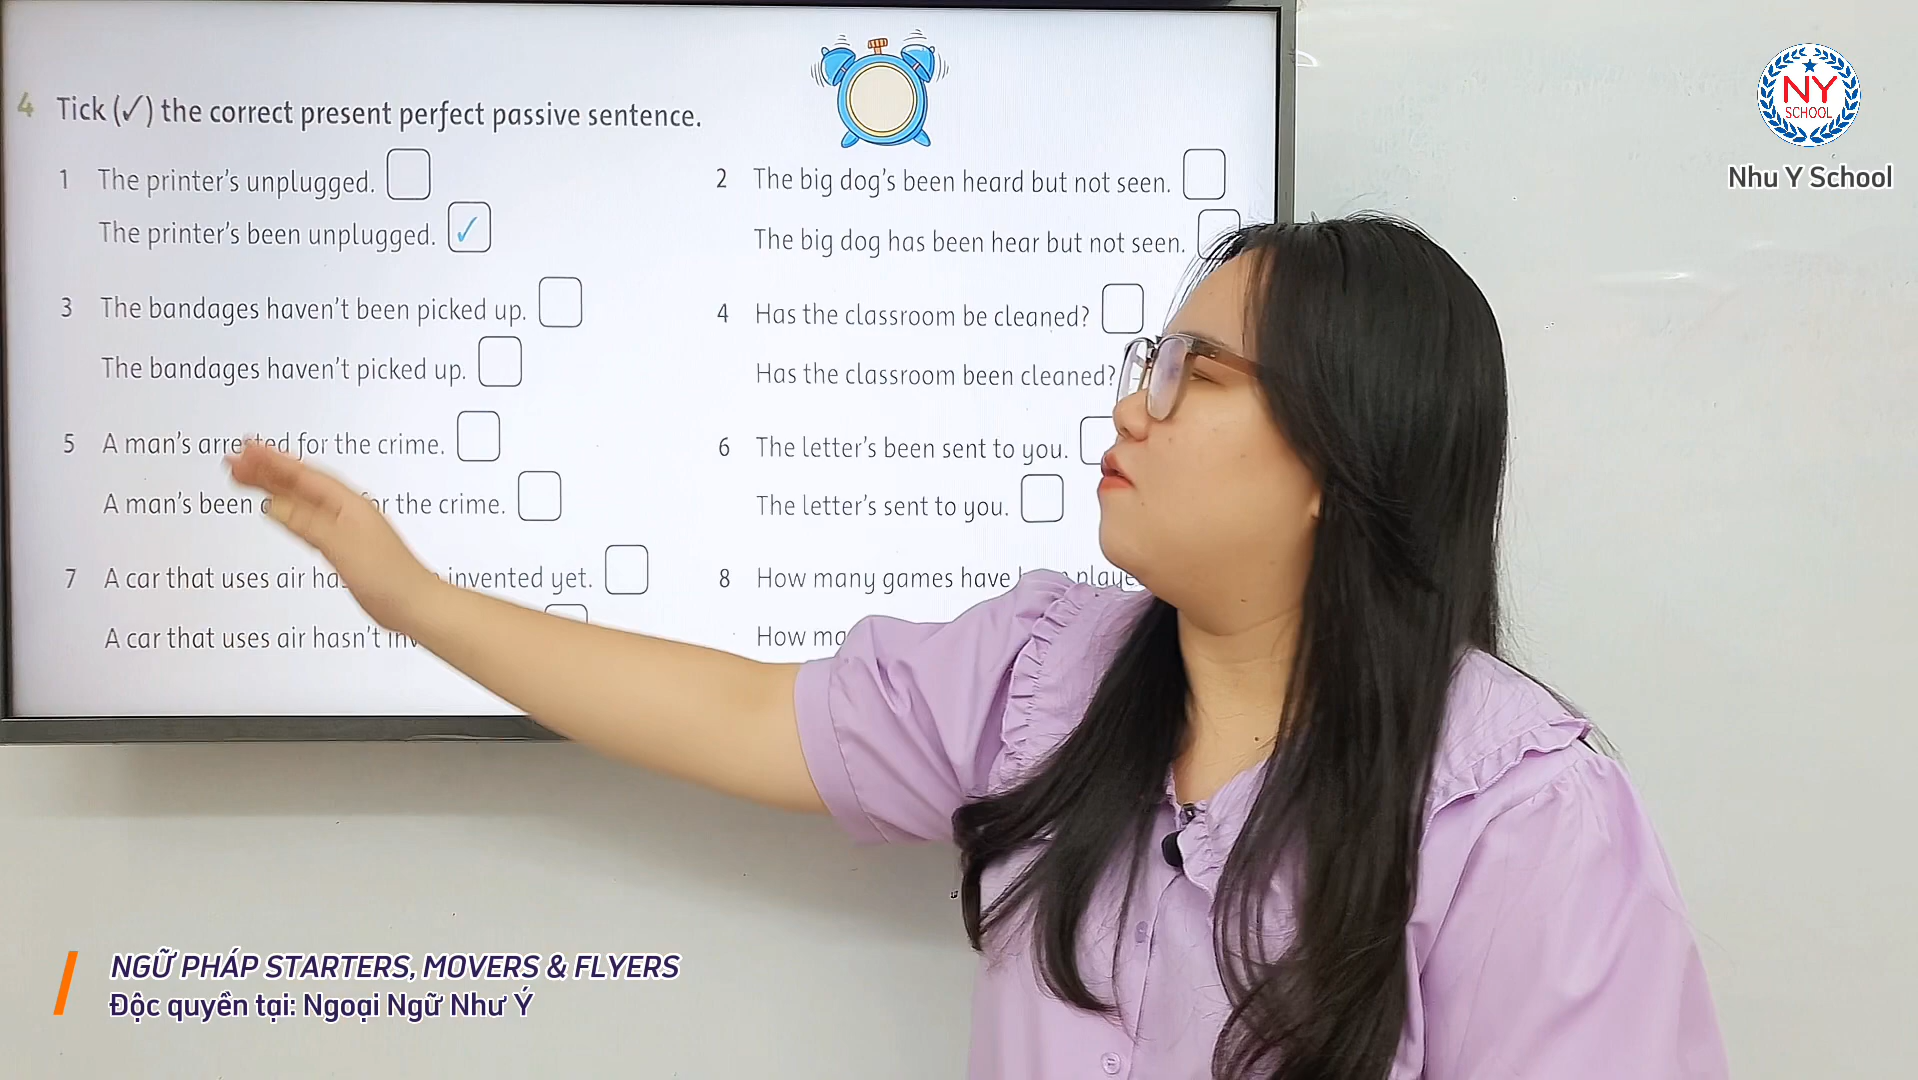 4 Tick (✓) the correct present perfect passive sentence.
1 The printer's unplugged.
The printer's been unplugged. ✓
2 The big dog's been heard but not seen.
The big dog has been hear but not seen.
3 The bandages haven't been picked up.
The bandages haven't picked up.
4 Has the classroom be cleaned?
Has the classroom been cleaned?
5 A man's arrested for the crime.
A man's been for the crime.
6 The letter's been sent to you.
The letter's sent to you.
7 A car that uses air invented yet.
A car that uses air hasn't
8 How many games have
How
NY
SCHOOL
Nhu Y School
NGỮ PHÁP STARTERS, MOVERS & FLYERS
Độc quyền tại: Ngoại Ngữ Như Ý